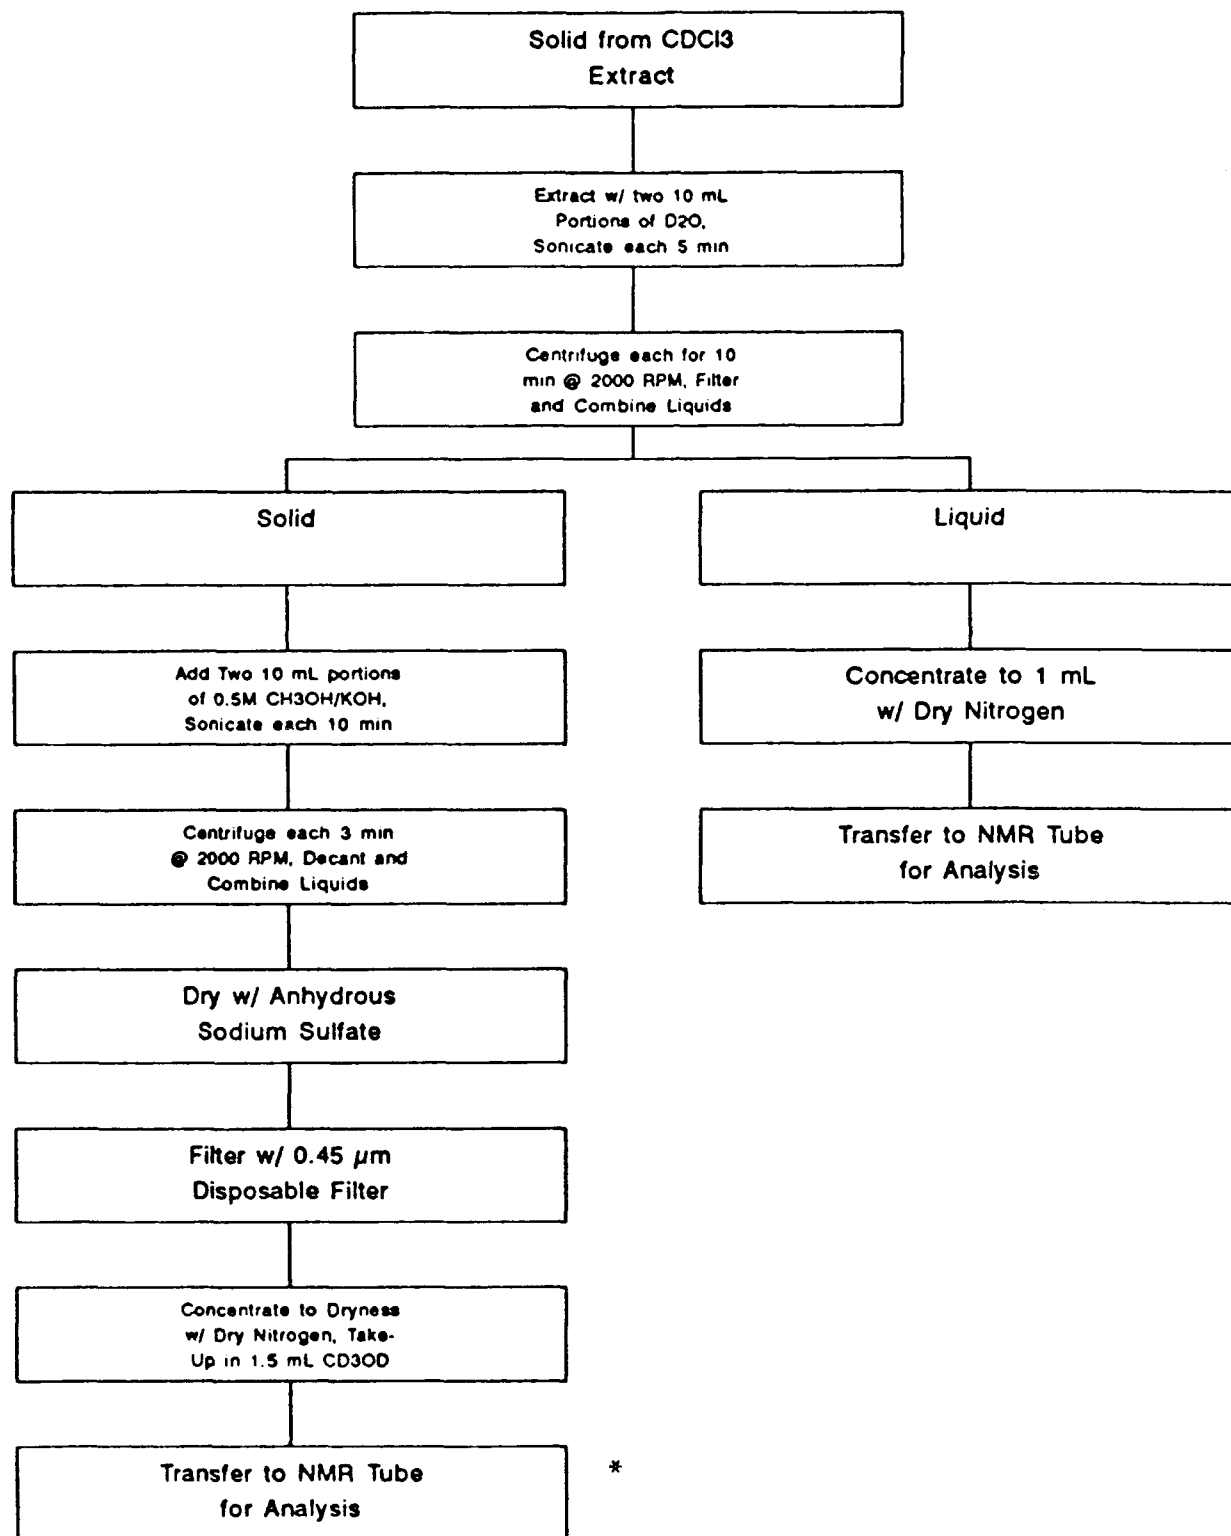 Solid from CDCl3
Extract
Extract w/ two 10 mL
Portions of D2O,
Sonicate each 5 min
Centrifuge each for 10
min @ 2000 RPM, Filter
and Combine Liquids
Solid
Liquid
Add Two 10 mL portions
of 0.5M CH3OH/KOH,
Sonicate each 10 min
Concentrate to 1 mL
w/ Dry Nitrogen
Centrifuge each 3 min
@ 2000 RPM, Decant and
Combine Liquids
Transfer to NMR Tube
for Analysis
Dry w/ Anhydrous
Sodium Sulfate
Filter w/ 0.45 μm
Disposable Filter
Concentrate to Dryness
w/ Dry Nitrogen, Take-
Up in 1.5 mL CD3OD
Transfer to NMR Tube
for Analysis
*